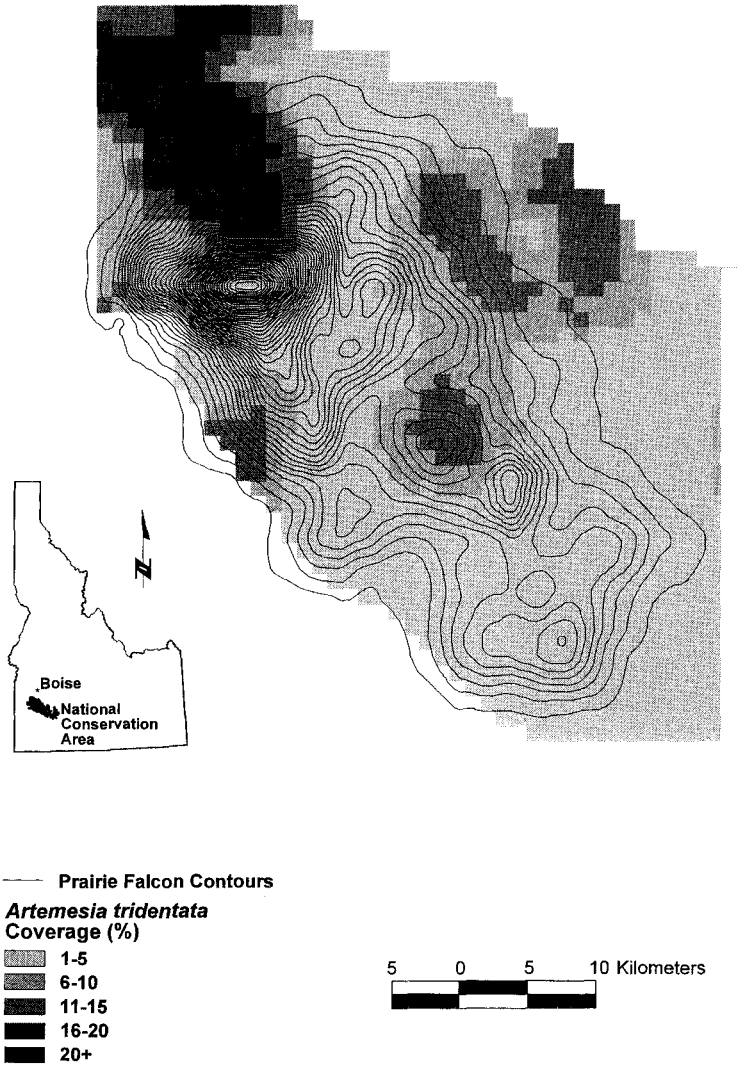 N
Boise
National
Conservation
Area
Prairie Falcon Contours
Artemesia tridentata
Coverage (%)
1-5
6-10
11-15
16-20
20+
5 0 5 10 Kilometers